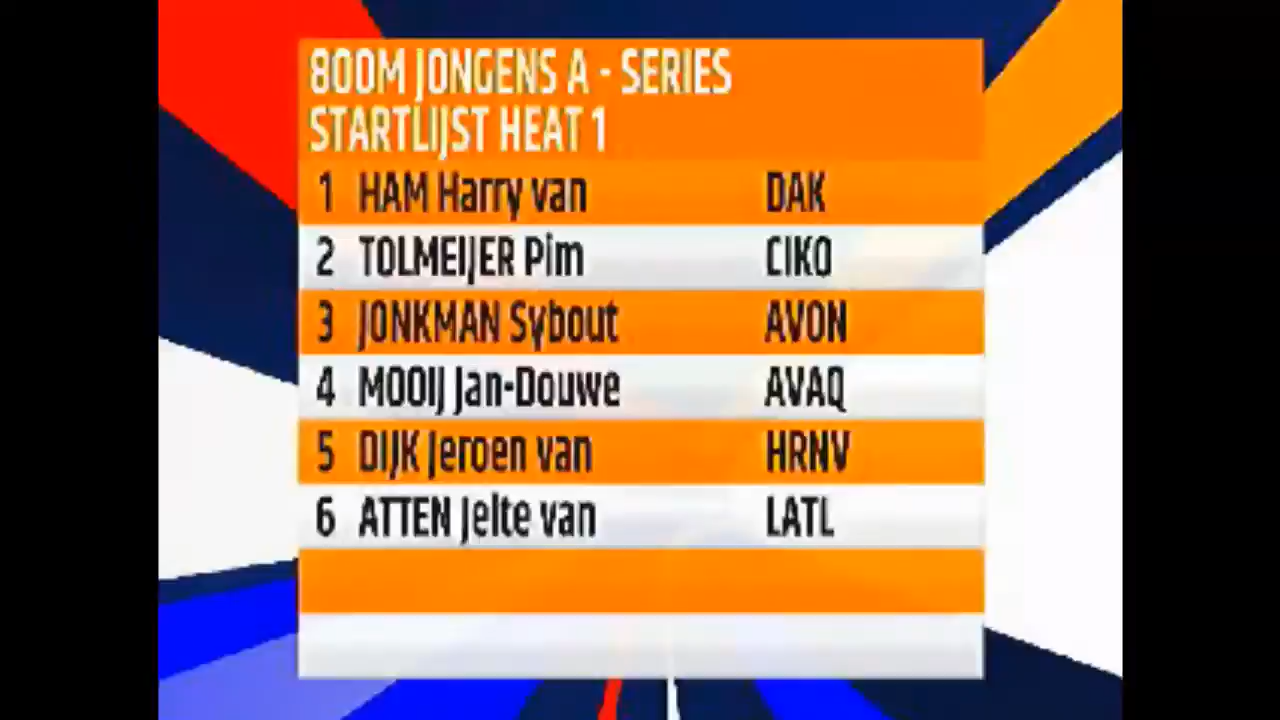 800M JONGENS A - SERIES
STARTLIJST HEAT 1
1 HAM Harry van DAK
2 TOLMEIJER Pim CIKO
3 JONKMAN Sybout AVON
4 MOOIJ Jan-Douwe AVAQ
5 DIJK Jeroen van HRNV
6 ATTEN Jelte van LATL